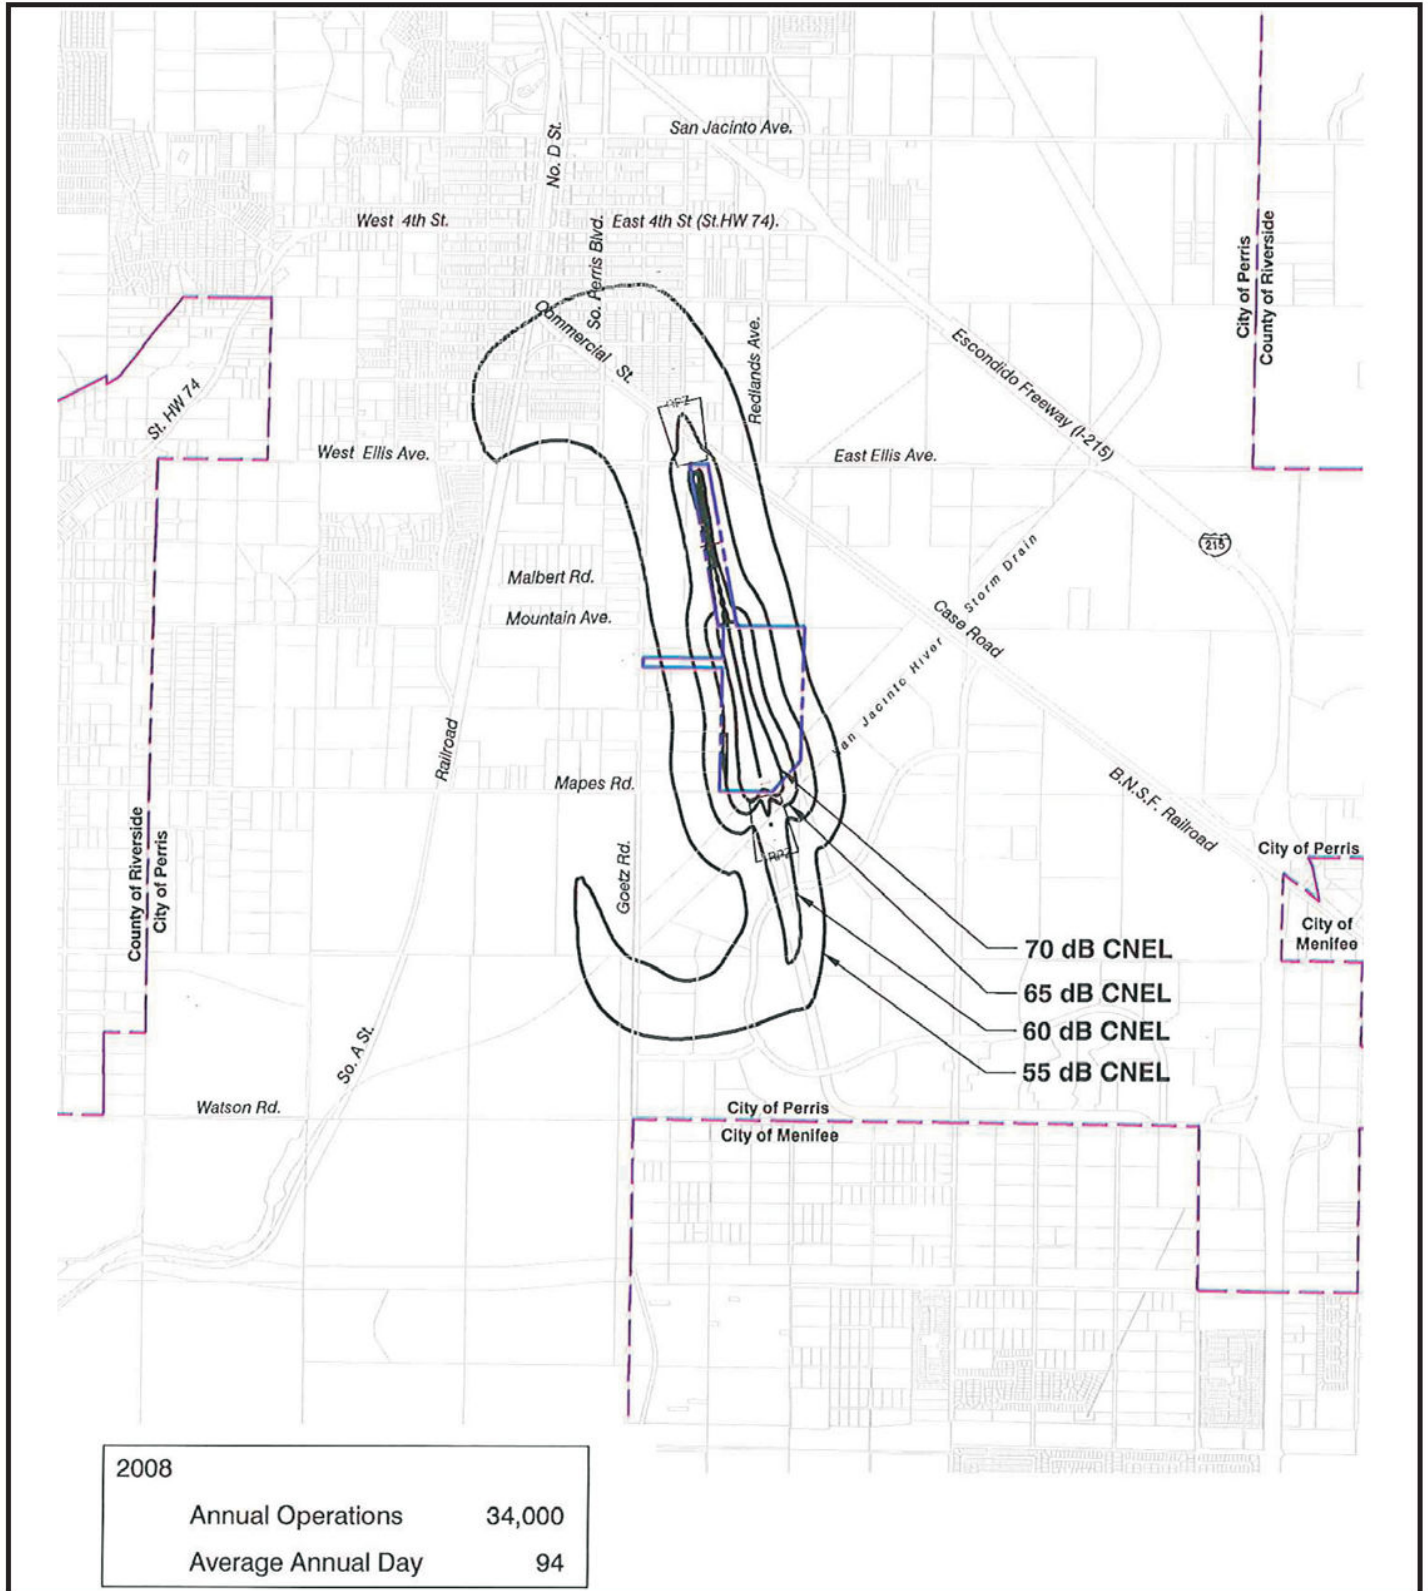 San Jacinto Ave.
No. D St.
West 4th St.
East 4th St (St.HW 74).
So. Perris Blvd.
City of Perris
County of Riverside
Commercial St.
Redlands Ave.
Escondido Freeway (I-215)
St. HW 74
RPZ
West Ellis Ave.
East Ellis Ave.
215
Malbert Rd.
Mountain Ave.
Storm Drain
Case Road
San Jacinto River
Railroad
Mapes Rd.
B.N.S.F. Railroad
County of Riverside
City of Perris
Goetz Rd.
RPZ
City of Perris
City of
Menifee
70 dB CNEL
65 dB CNEL
60 dB CNEL
55 dB CNEL
So. A St.
Watson Rd.
City of Perris
City of Menifee
2008
Annual Operations 34,000
Average Annual Day 94